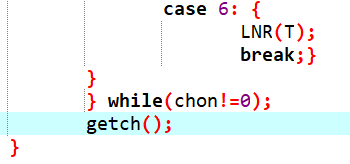 case 6: {
LNR(T);
break;}
}
} while(chon!=0);
getch();
}